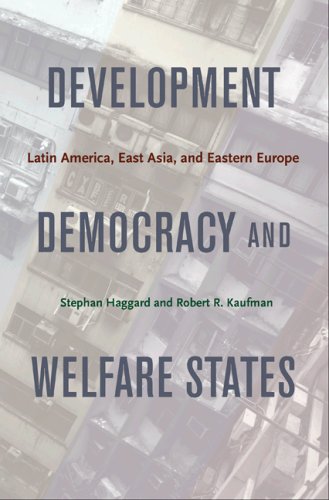 DEVELOPMENT
Latin America, East Asia, and Eastern Europe
DEMOCRACY AND
Stephan Haggard and Robert R. Kaufman
WELFARE STATES